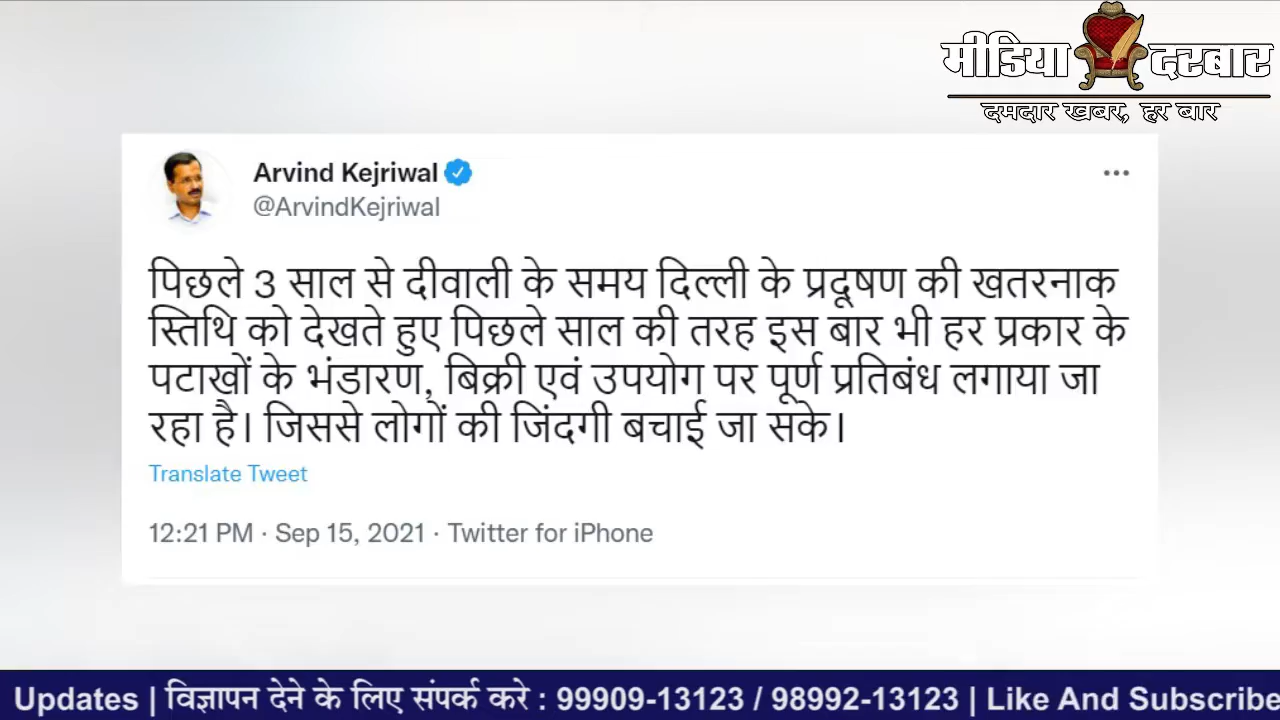 मीडिया दरबार
दमदार खबर, हर बार
Arvind Kejriwal
@ArvindKejriwal
पिछले 3 साल से दीवाली के समय दिल्ली के प्रदूषण की खतरनाक
स्तिथि को देखते हुए पिछले साल की तरह इस बार भी हर प्रकार के
पटाखों के भंडारण, बिक्री एवं उपयोग पर पूर्ण प्रतिबंध लगाया जा
रहा है। जिससे लोगों की जिंदगी बचाई जा सके।
Translate Tweet
12:21 PM · Sep 15, 2021 · Twitter for iPhone
Updates | विज्ञापन देने के लिए संपर्क करे : 99909-13123 / 98992-13123 | Like And Subscribe